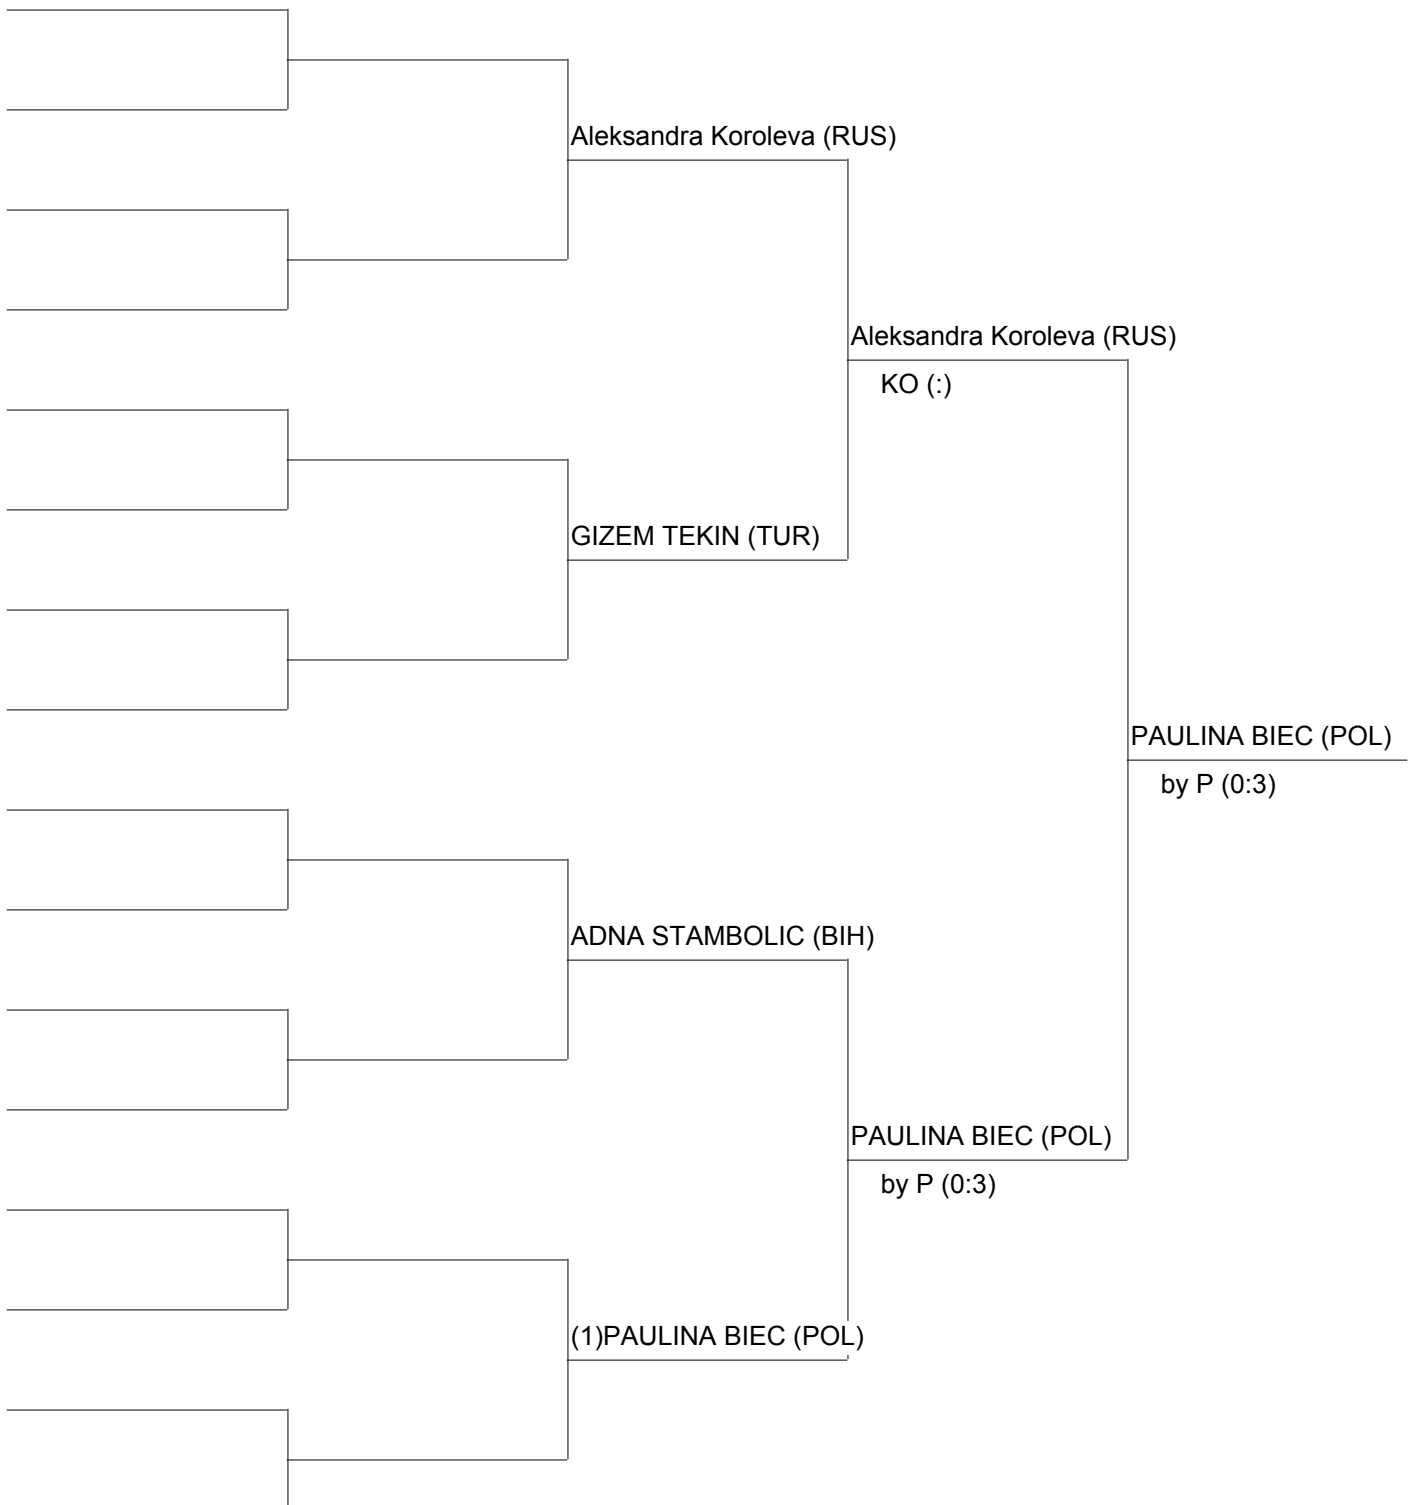 Aleksandra Koroleva (RUS)
Aleksandra Koroleva (RUS)
KO (:)
GIZEM TEKIN (TUR)
PAULINA BIEC (POL)
by P (0:3)
ADNA STAMBOLIC (BIH)
PAULINA BIEC (POL)
by P (0:3)
(1)PAULINA BIEC (POL)